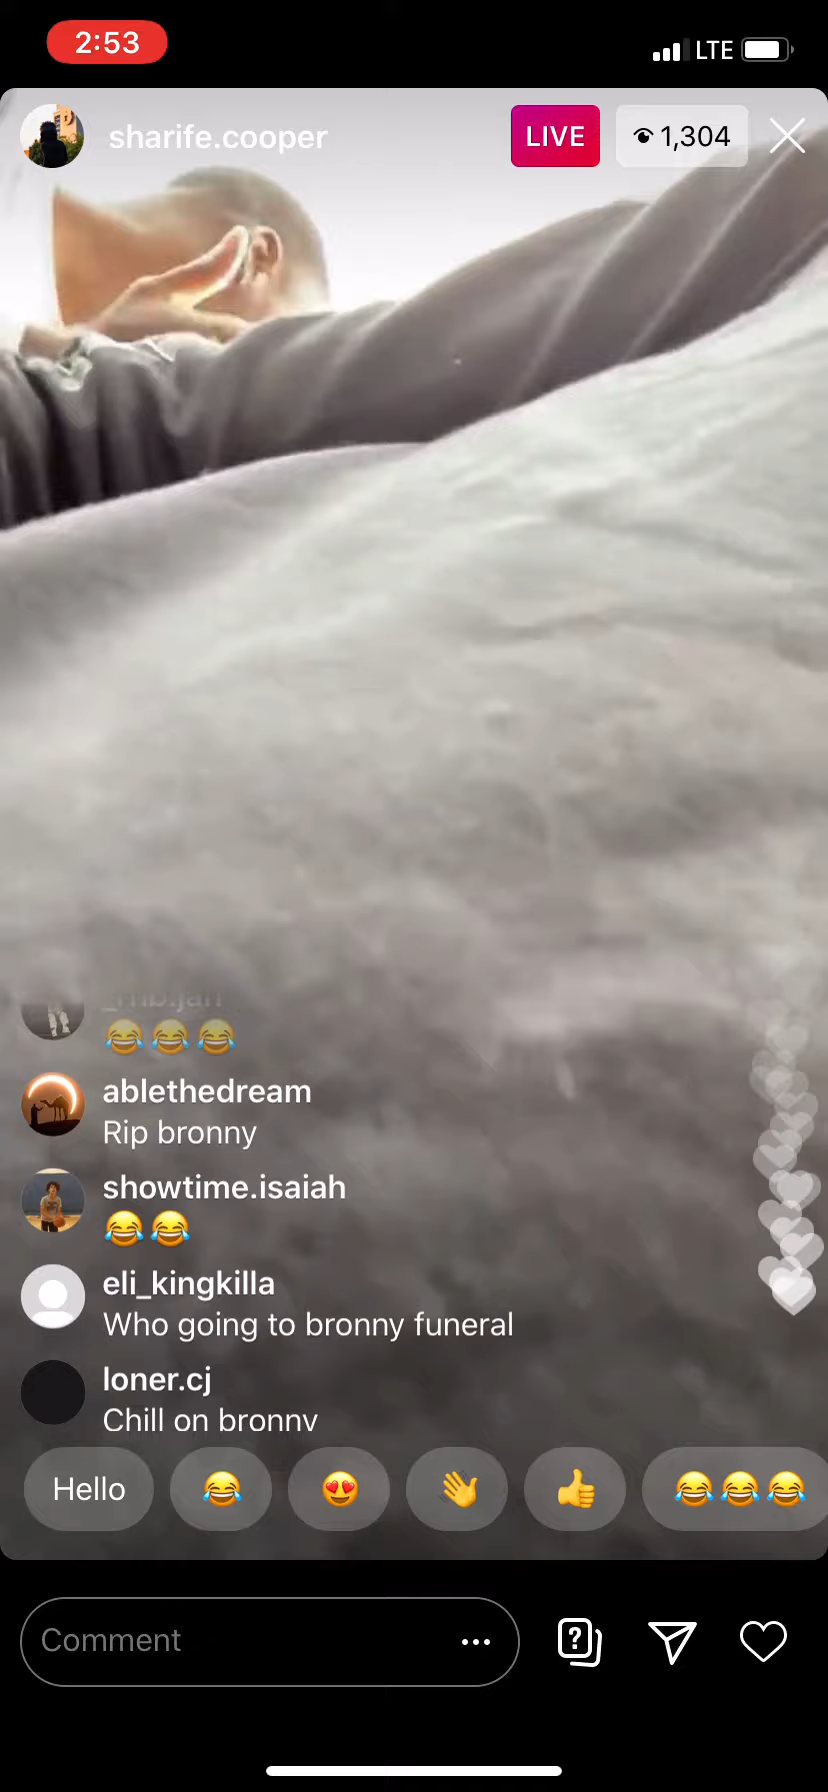 2:53
LTE
sharife.cooper
LIVE
1,304
😂😂😂
ablethedream
Rip bronny
showtime.isaiah
😂😂
eli_kingkilla
Who going to bronny funeral
loner.cj
Chill on bronny
Hello 😂 😍 👋 👍 😂😂😂
Comment